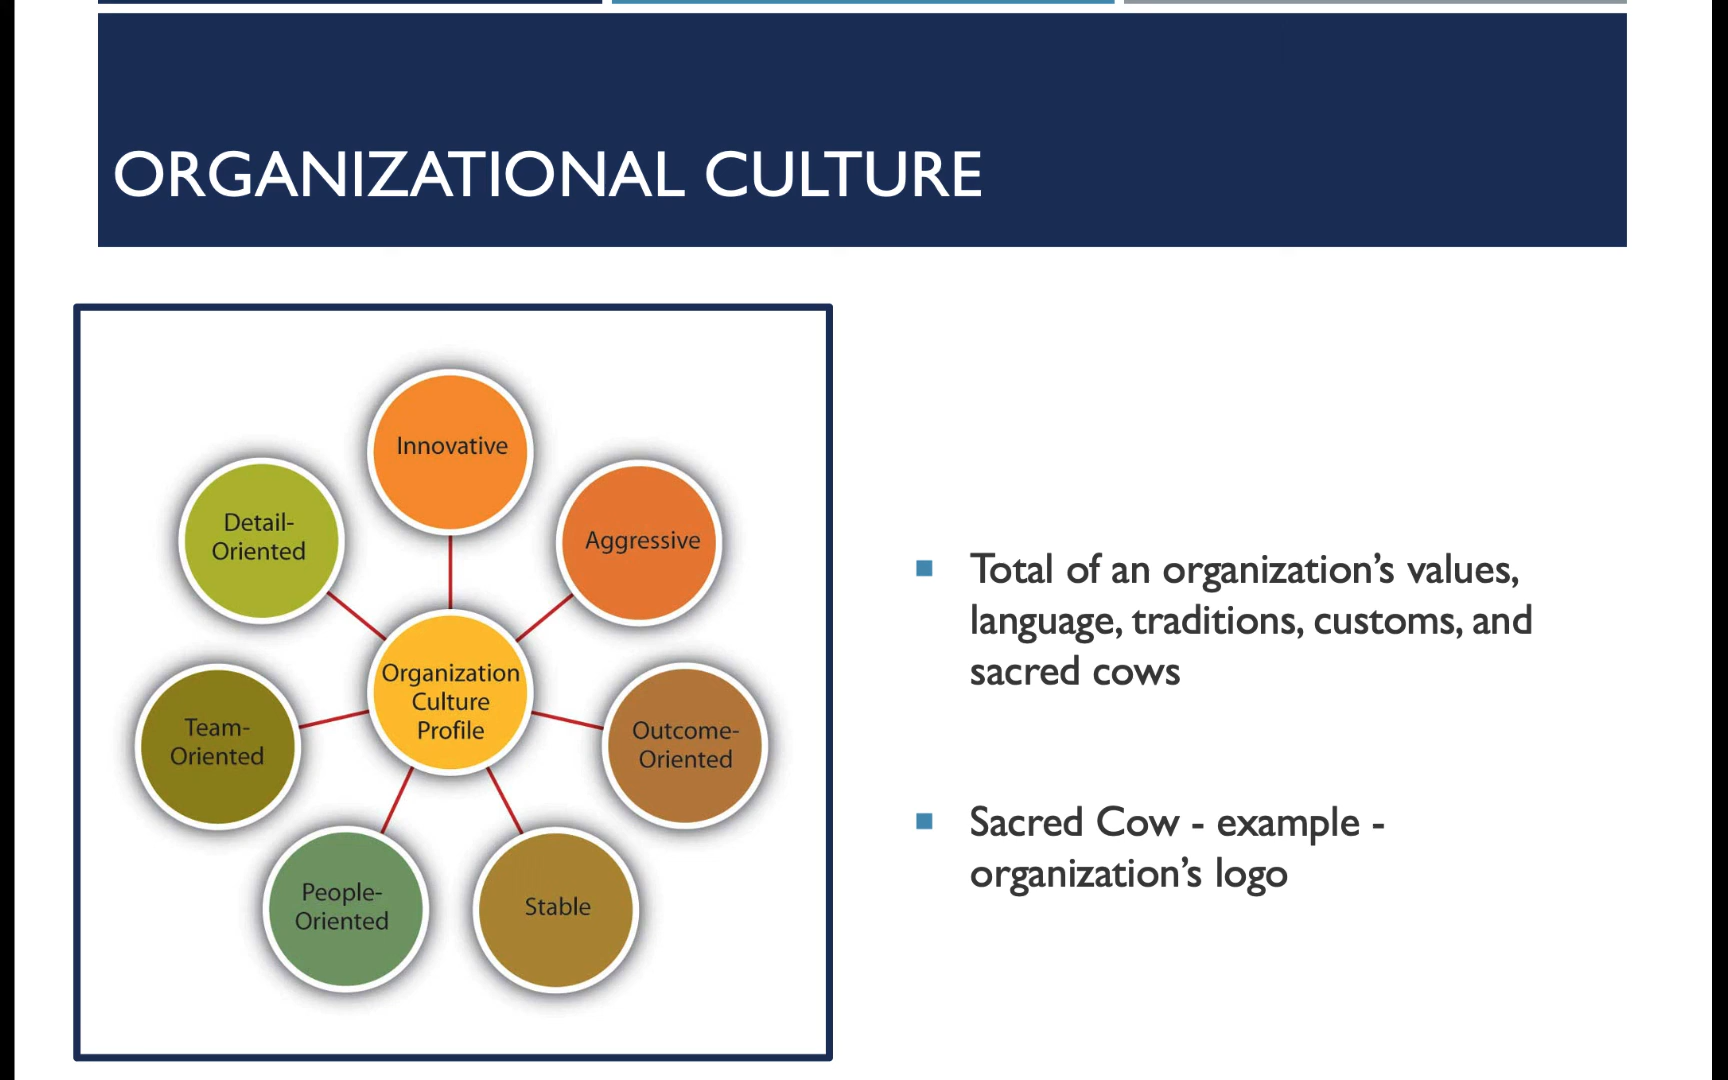 ORGANIZATIONAL CULTURE
Innovative
Detail-
Oriented
Aggressive
Organization
Culture
Profile
Team-
Oriented
Outcome-
Oriented
People-
Oriented
Stable
Total of an organization’s values,
language, traditions, customs, and
sacred cows
Sacred Cow - example -
organization’s logo